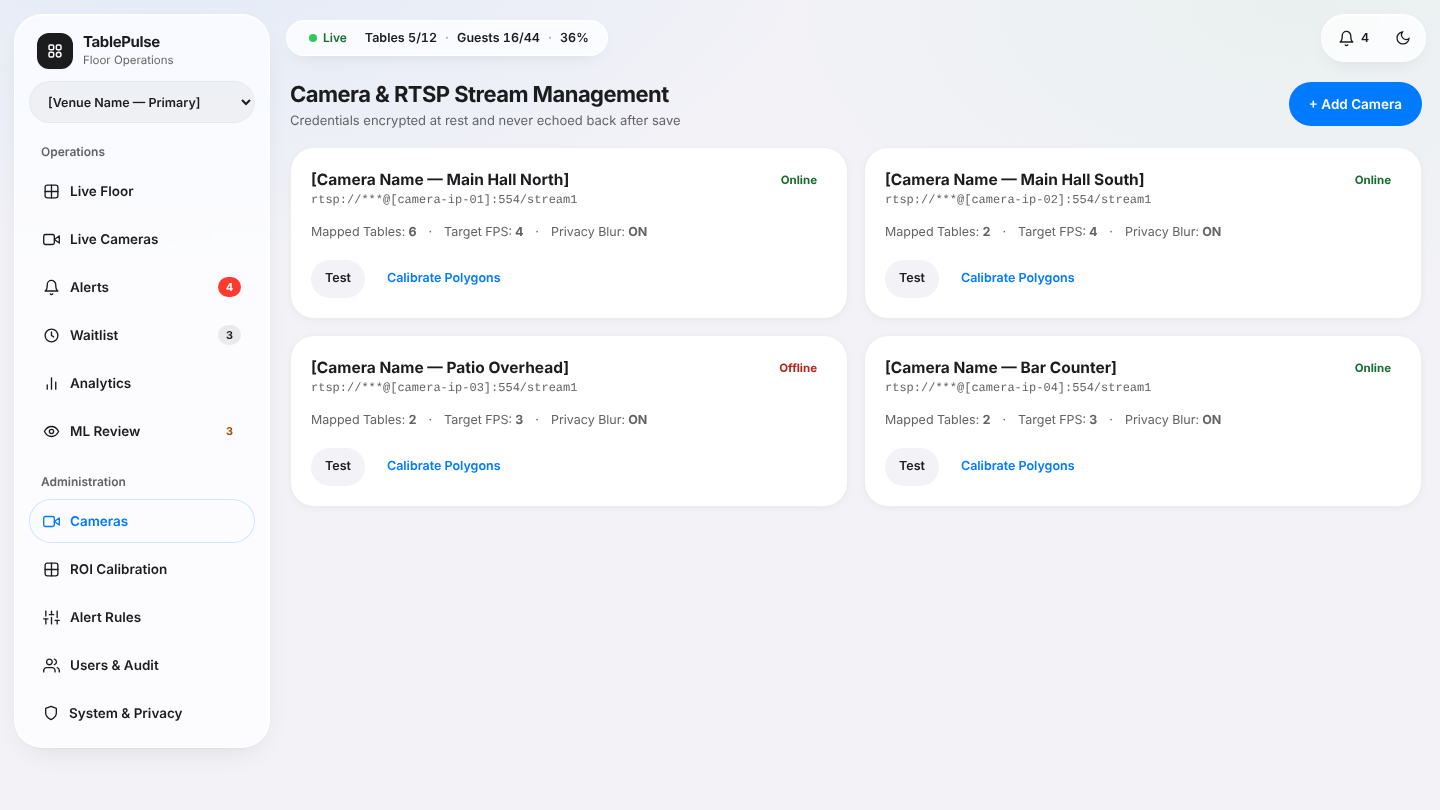 TablePulse
Floor Operations
[Venue Name — Primary]
Operations
Live Floor
Live Cameras
Alerts 4
Waitlist 3
Analytics
ML Review 3
Administration
Cameras
ROI Calibration
Alert Rules
Users & Audit
System & Privacy
Live Tables 5/12 · Guests 16/44 · 36%
4
Camera & RTSP Stream Management
Credentials encrypted at rest and never echoed back after save
+ Add Camera
[Camera Name — Main Hall North] Online
rtsp://***@[camera-ip-01]:554/stream1
Mapped Tables: 6 · Target FPS: 4 · Privacy Blur: ON
Test Calibrate Polygons
[Camera Name — Main Hall South] Online
rtsp://***@[camera-ip-02]:554/stream1
Mapped Tables: 2 · Target FPS: 4 · Privacy Blur: ON
Test Calibrate Polygons
[Camera Name — Patio Overhead] Offline
rtsp://***@[camera-ip-03]:554/stream1
Mapped Tables: 2 · Target FPS: 3 · Privacy Blur: ON
Test Calibrate Polygons
[Camera Name — Bar Counter] Online
rtsp://***@[camera-ip-04]:554/stream1
Mapped Tables: 2 · Target FPS: 3 · Privacy Blur: ON
Test Calibrate Polygons